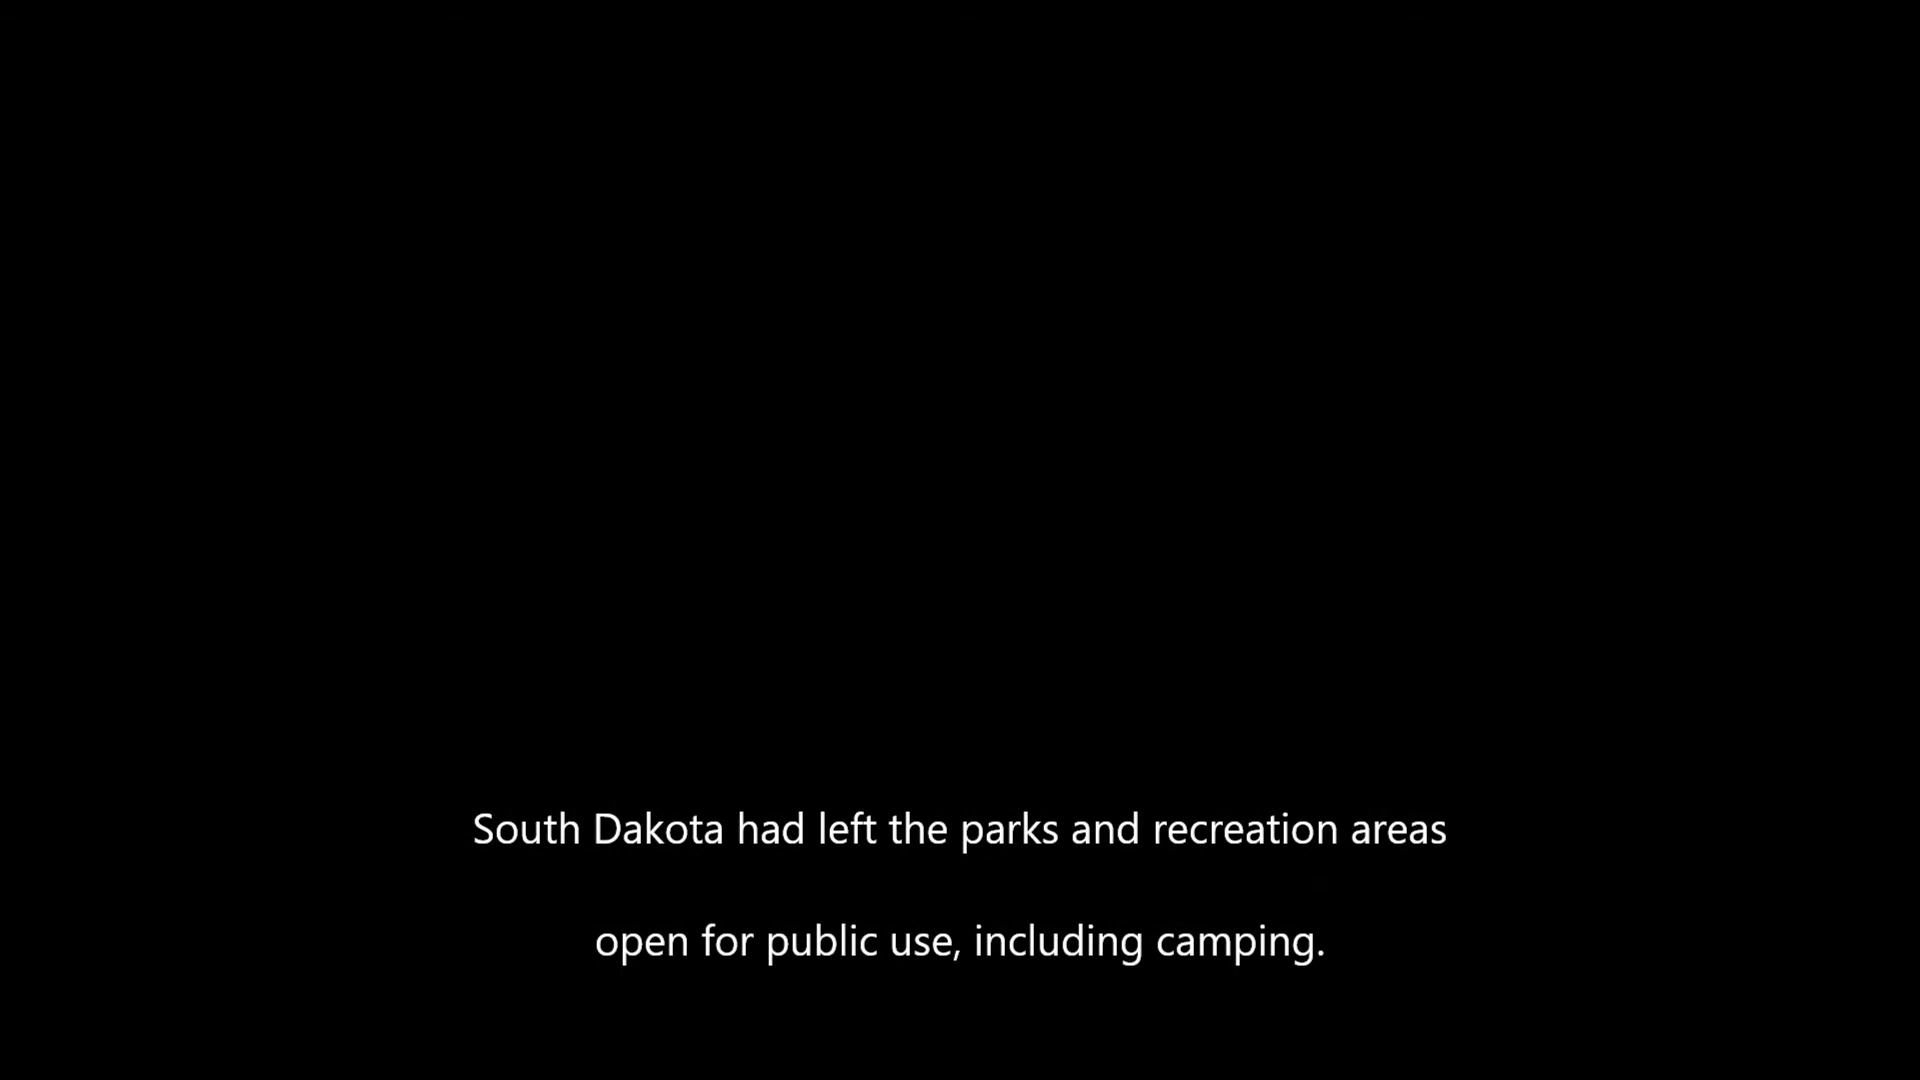 South Dakota had left the parks and recreation areas
open for public use, including camping.